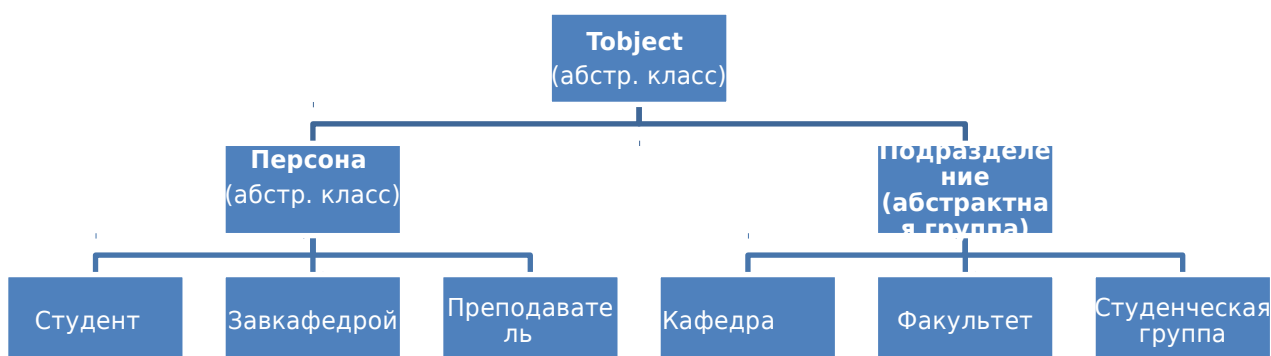 Tobject
(абстр. класс)
Персона
(абстр. класс)
Подразделе
ние
(абстрактна
я группа)
Студент
Завкафедрой
Преподавате
ль
Кафедра
Факультет
Студенческая
группа